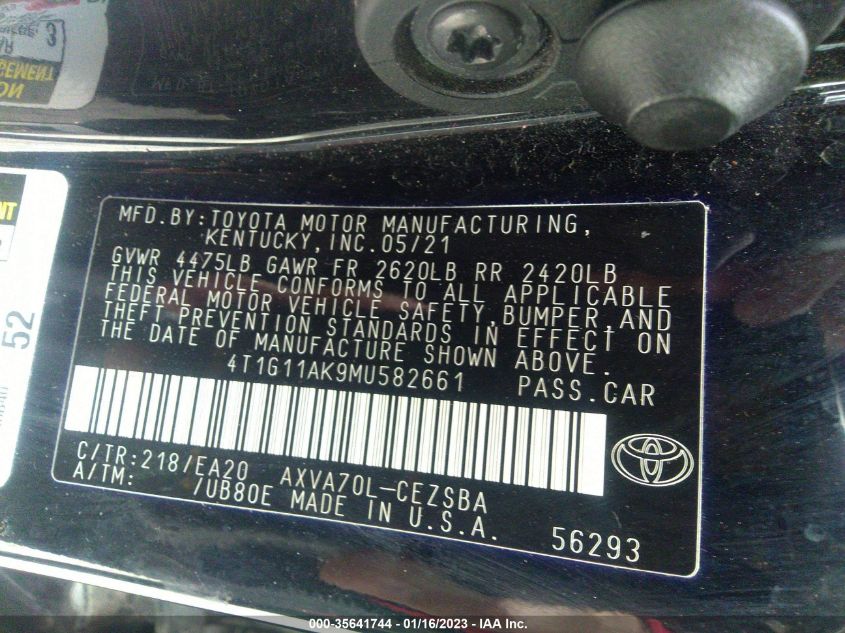 MFD.BY:TOYOTA MOTOR MANUFACTURING,
KENTUCKY,INC.05/21
GVWR 4475LB GAWR FR 2620LB RR 2420LB
THIS VEHICLE CONFORMS TO ALL APPLICABLE
FEDERAL MOTOR VEHICLE SAFETY,BUMPER,AND
THEFT PREVENTION STANDARDS IN EFFECT ON
THE DATE OF MANUFACTURE SHOWN ABOVE.
4T1G11AK9MU582661 PASS.CAR
C/TR:218/EA20 AXVA70L-CEZSBA
A/TM: /UB80E MADE IN U.S.A.
56293
52
000-35641744 - 01/16/2023 - IAA Inc.